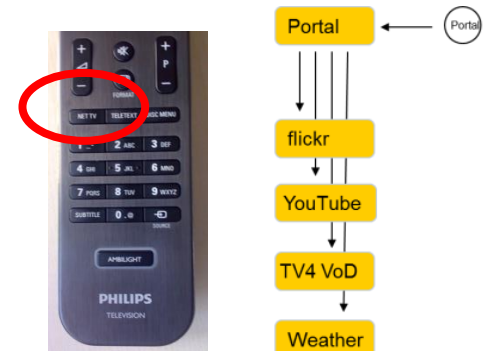 + + P
FORMAT
NET TV TELETEXT DISC MENU
2 ABC 3 DEF
4 GHI 5 JKL 6 MNO
7 PQRS 8 TUV 9 WXYZ
SUBTITLE 0 .@
SOURCE
AMBILIGHT
PHILIPS
TELEVISION
Portal
Portal
flickr
YouTube
TV4 VoD
Weather